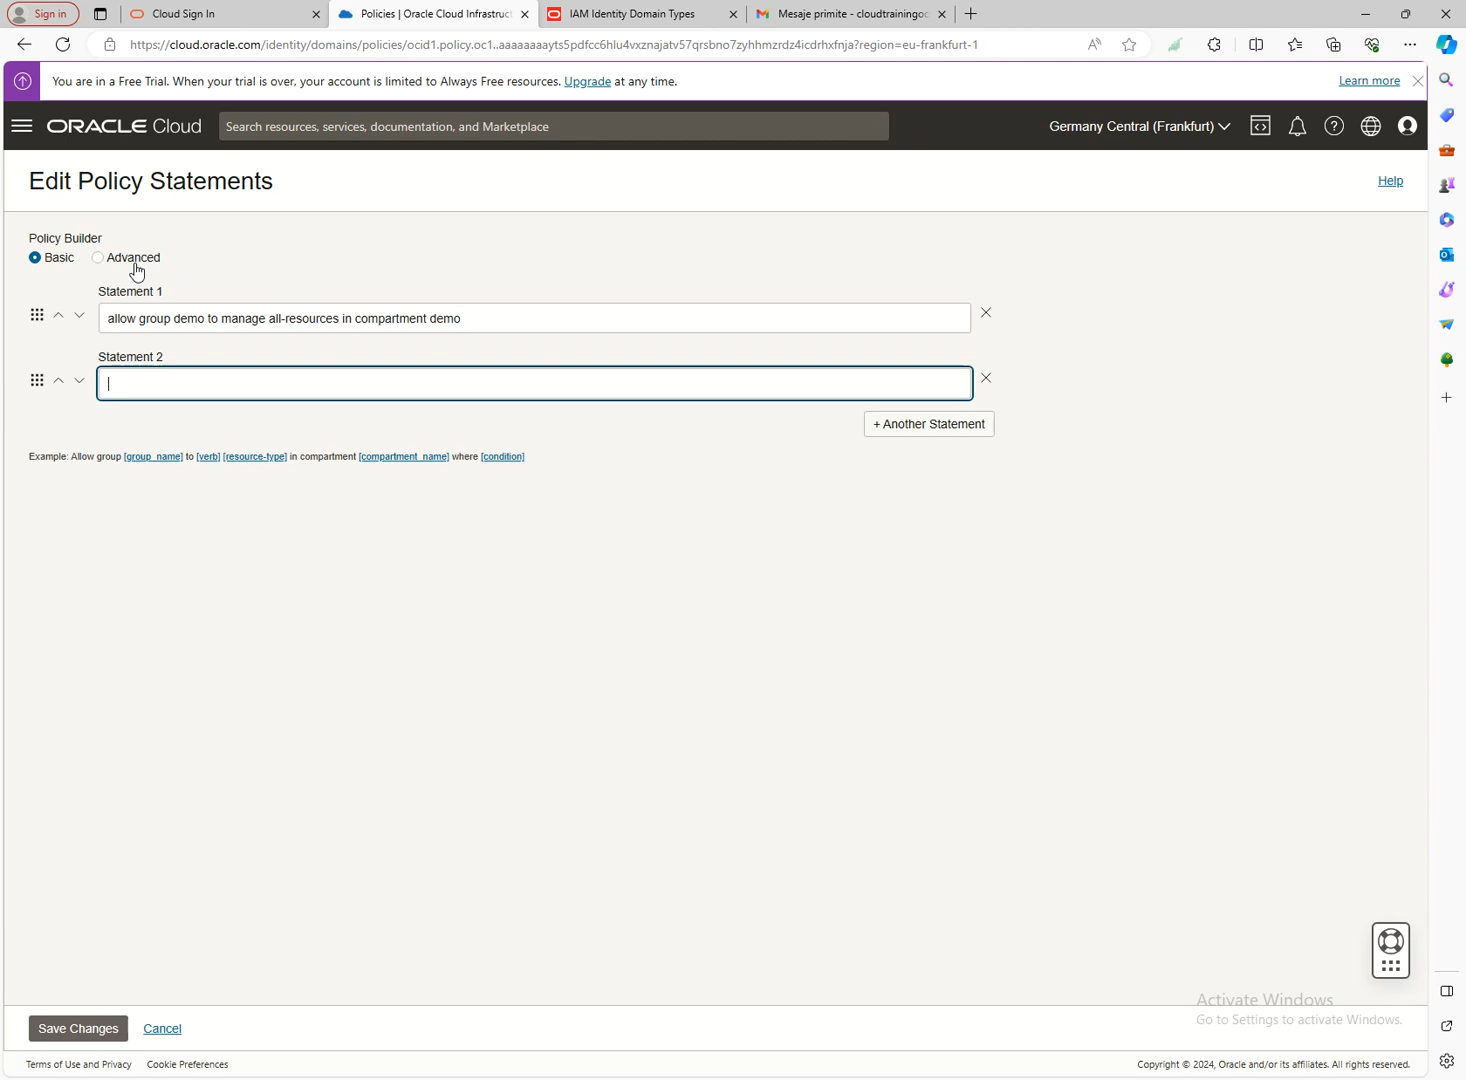 Sign in
Cloud Sign In
Policies | Oracle Cloud Infrastruct
IAM Identity Domain Types
Mesaje primite - cloudtrainingoc
https://cloud.oracle.com/identity/domains/policies/ocid1.policy.oc1..aaaaaaaayts5pdfcc6hlu4vxznajatv57qrsbno7zyhhmzrdz4icdrhxfnja?region=eu-frankfurt-1
You are in a Free Trial. When your trial is over, your account is limited to Always Free resources. Upgrade at any time.
Learn more
ORACLE Cloud
Search resources, services, documentation, and Marketplace
Germany Central (Frankfurt)
Edit Policy Statements
Help
Policy Builder
Basic
Advanced
Statement 1
allow group demo to manage all-resources in compartment demo
Statement 2
+ Another Statement
Example: Allow group [group_name] to [verb] [resource-type] in compartment [compartment_name] where [condition]
Activate Windows
Go to Settings to activate Windows.
Save Changes
Cancel
Terms of Use and Privacy
Cookie Preferences
Copyright © 2024, Oracle and/or its affiliates. All rights reserved.